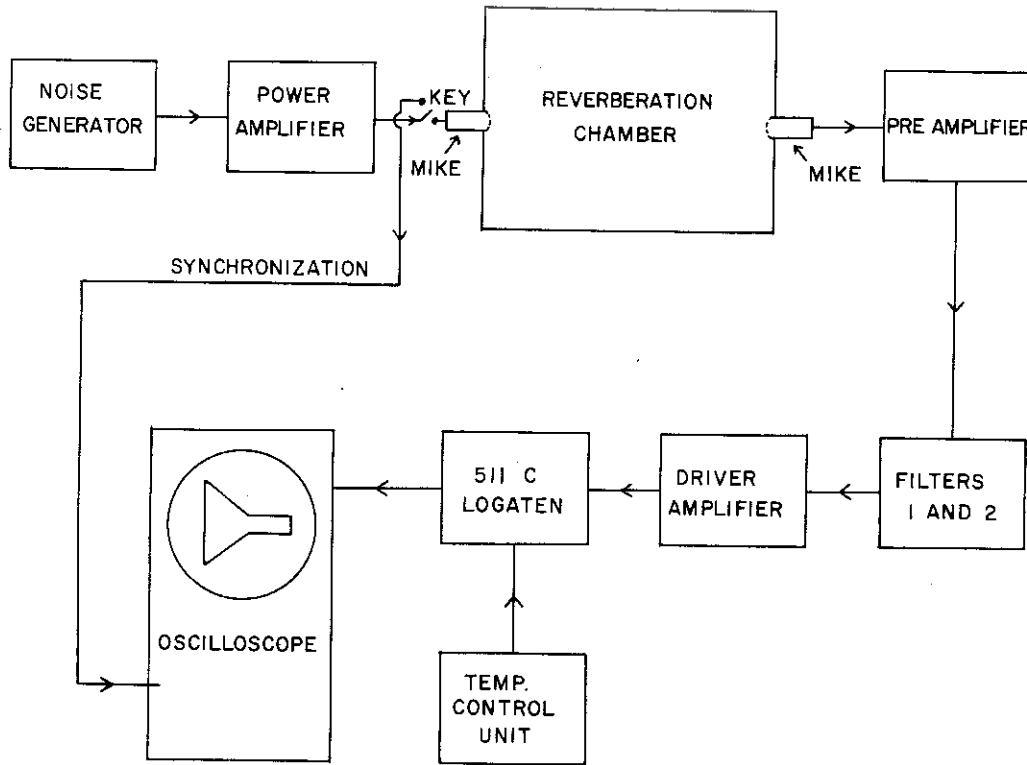 NOISE
GENERATOR
POWER
AMPLIFIER
KEY
MIKE
REVERBERATION
CHAMBER
MIKE
PRE AMPLIFIER
SYNCHRONIZATION
OSCILLOSCOPE
511 C
LOGATEN
DRIVER
AMPLIFIER
FILTERS
1 AND 2
TEMP.
CONTROL
UNIT